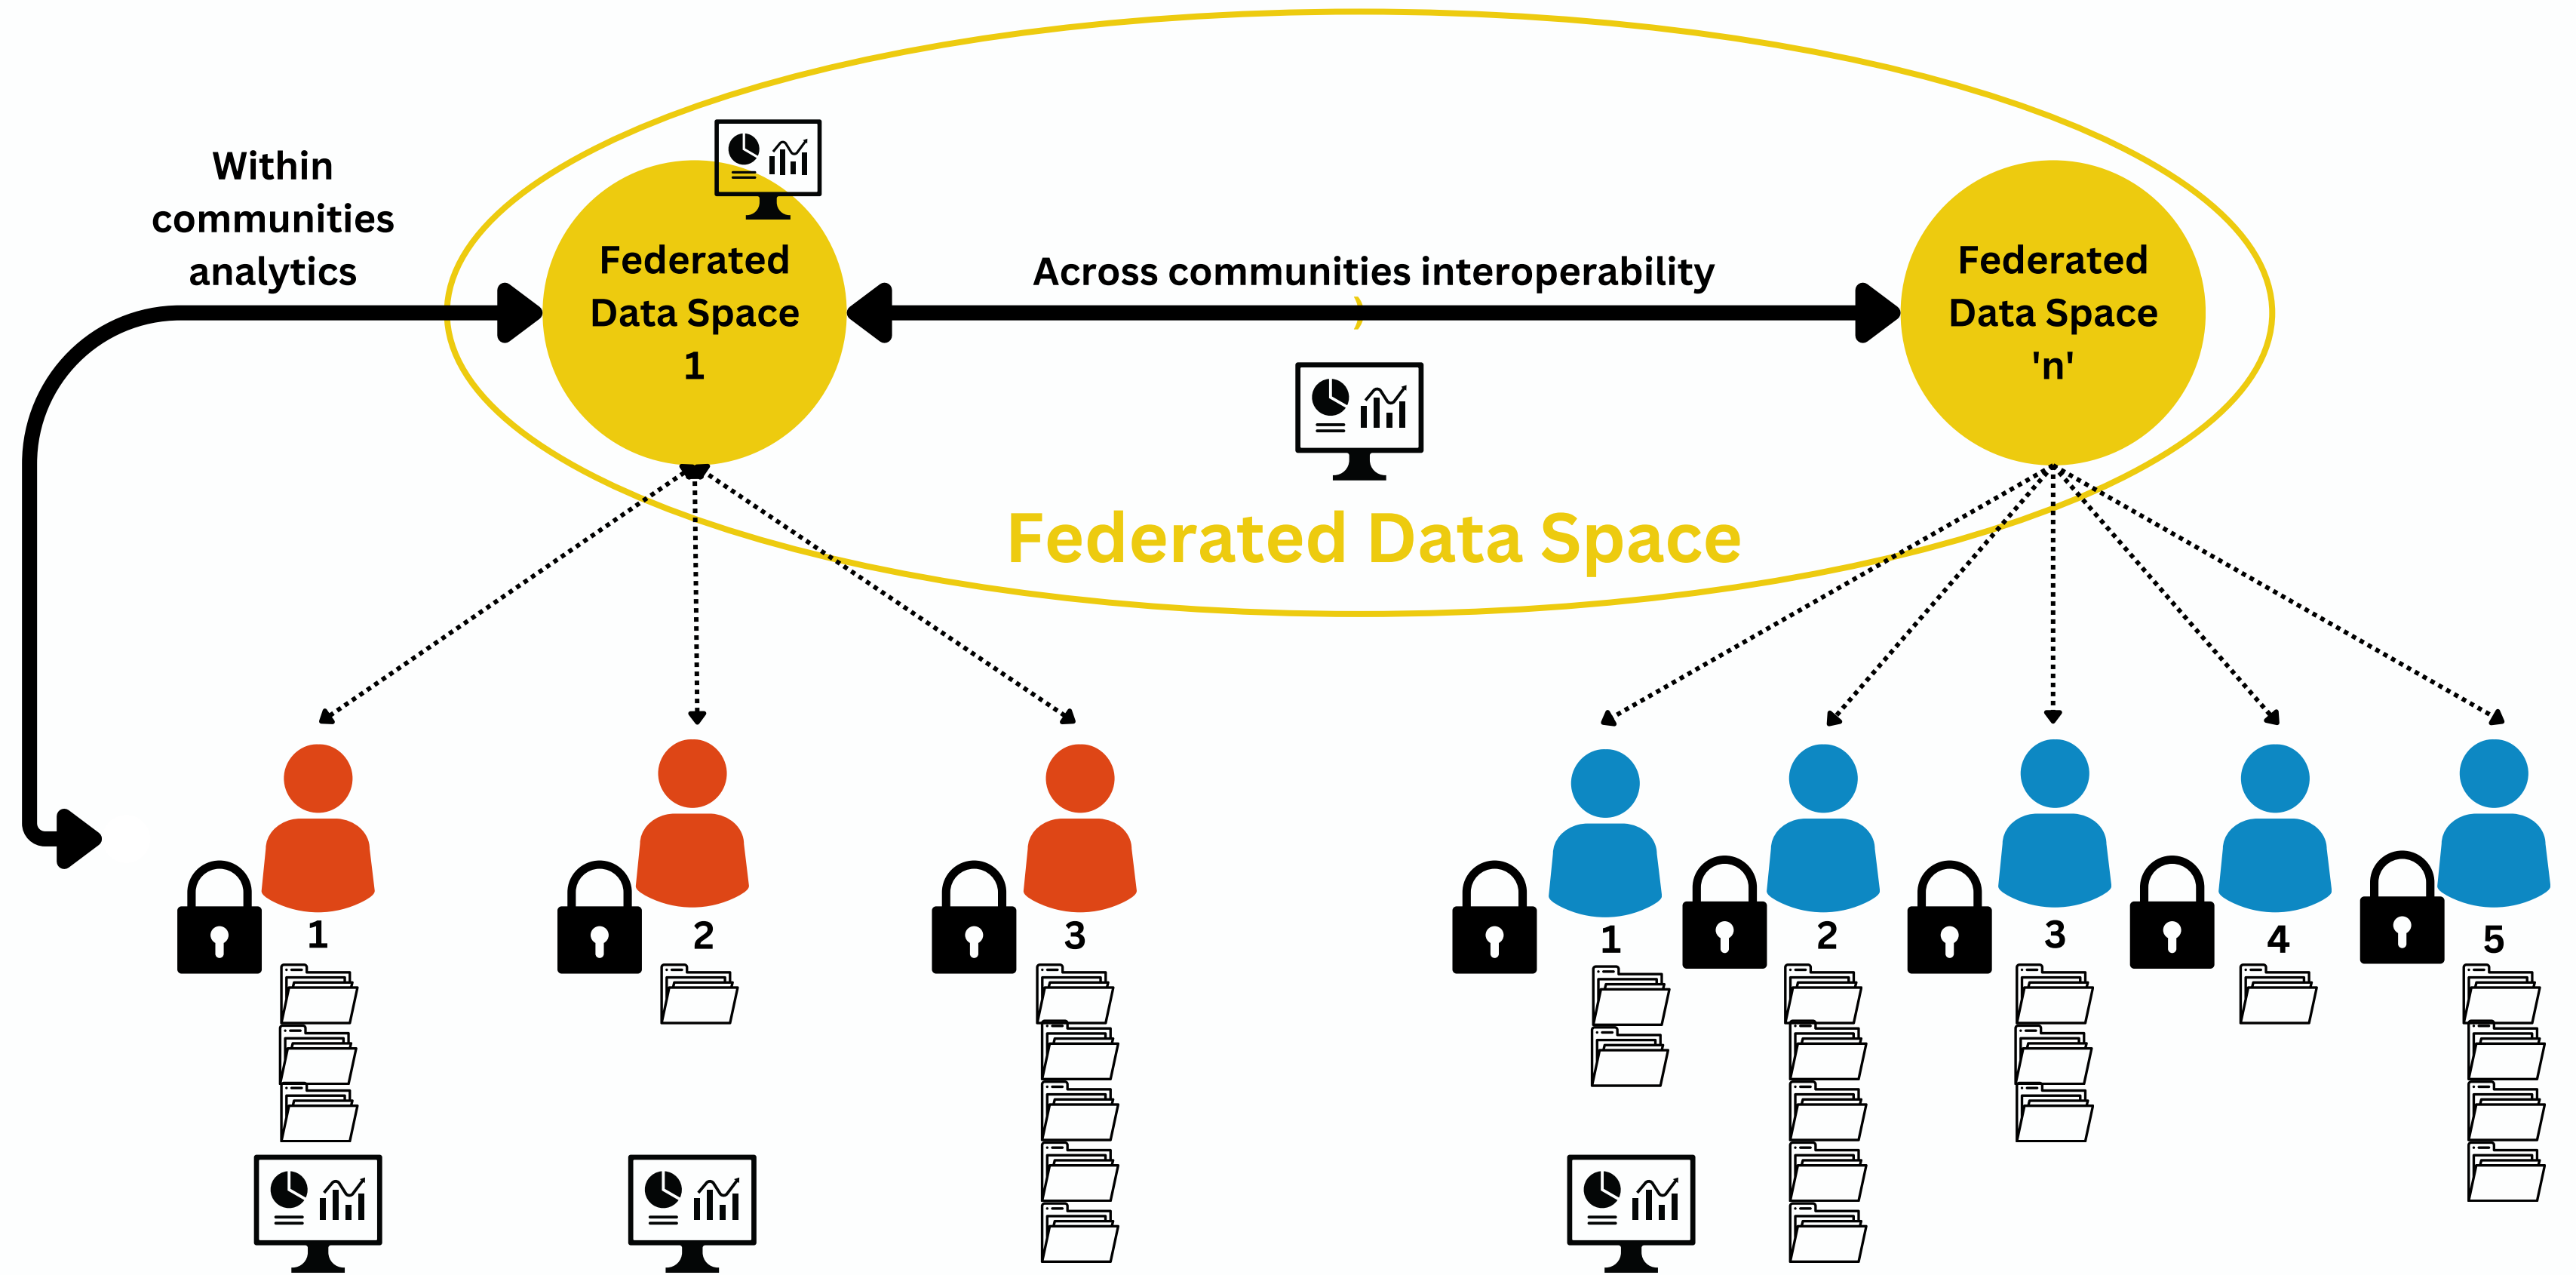 Within
communities
analytics
Federated
Data Space
1
Across communities interoperability
Federated
Data Space
'n'
Federated Data Space
1
2
3
1
2
3
4
5